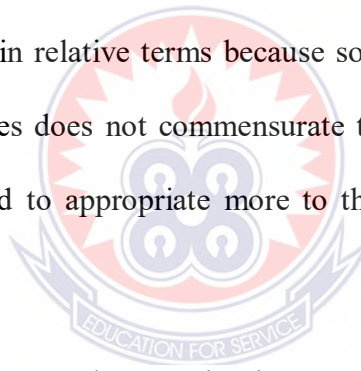 in relative terms because so
es does not commensurate t
d to appropriate more to th
EDUCATION FOR SERVICE